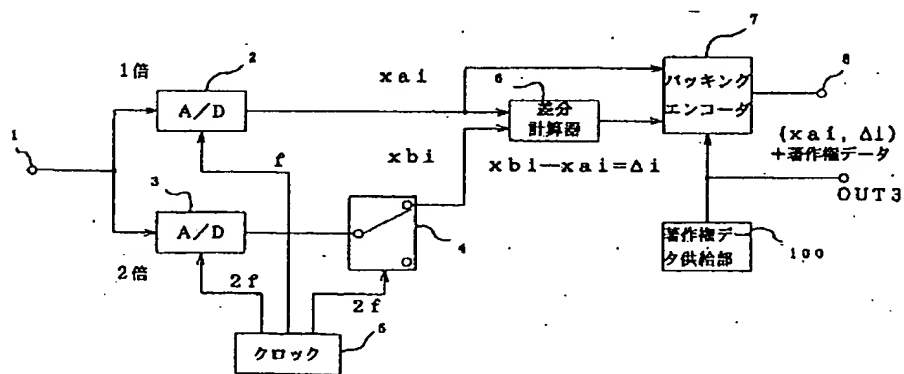 7
2
1倍
A/D
xai
6
差分
計算器
パッキング
エンコーダ
8
1
f
xbi
xbi−xai=Δi
(xai, Δi)
+著作権データ
OUT3
3
A/D
4
2倍
2f
2f
著作権デー
タ供給部
100
クロック
5